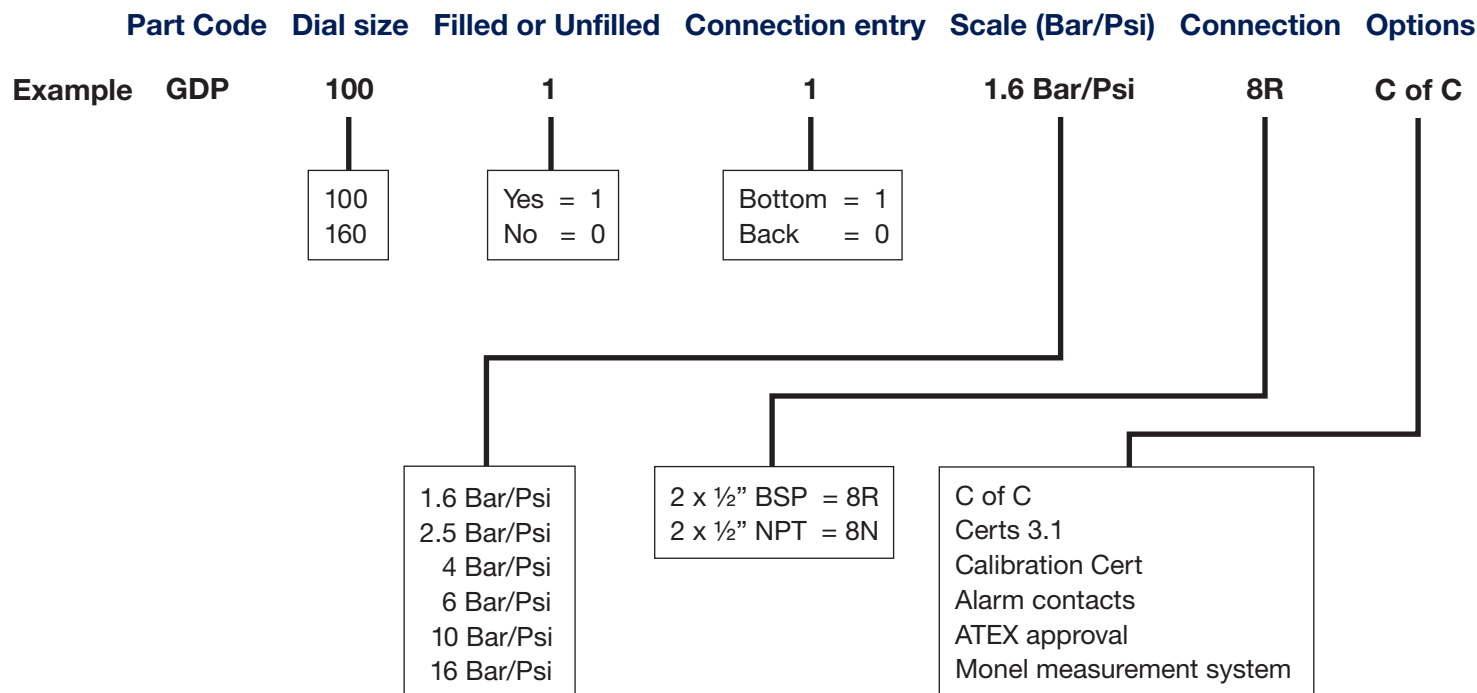 Part Code Dial size Filled or Unfilled Connection entry Scale (Bar/Psi) Connection Options
Example GDP 100 1 1 1.6 Bar/Psi 8R C of C
100
160
Yes = 1
No = 0
Bottom = 1
Back = 0
1.6 Bar/Psi
2.5 Bar/Psi
4 Bar/Psi
6 Bar/Psi
10 Bar/Psi
16 Bar/Psi
2 x ½” BSP = 8R
2 x ½” NPT = 8N
C of C
Certs 3.1
Calibration Cert
Alarm contacts
ATEX approval
Monel measurement system